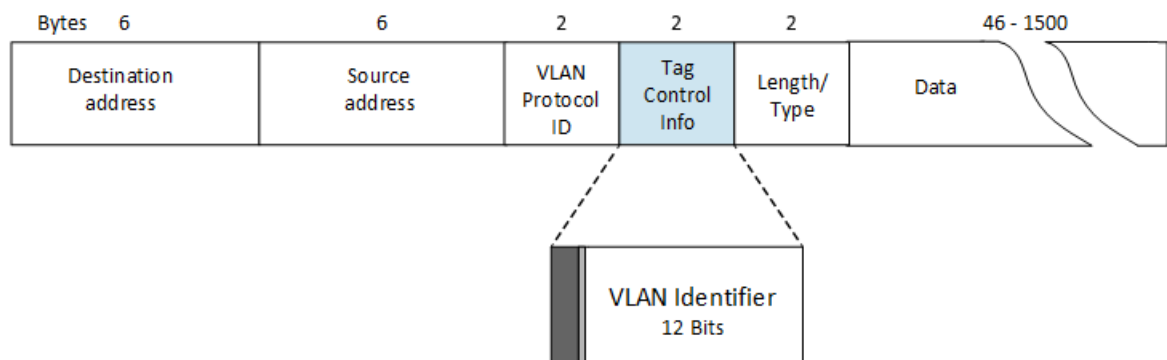 Bytes 6 6 2 2 2 46 - 1500
Destination
address
Source
address
VLAN
Protocol
ID
Tag
Control
Info
Length/
Type
Data
VLAN Identifier
12 Bits